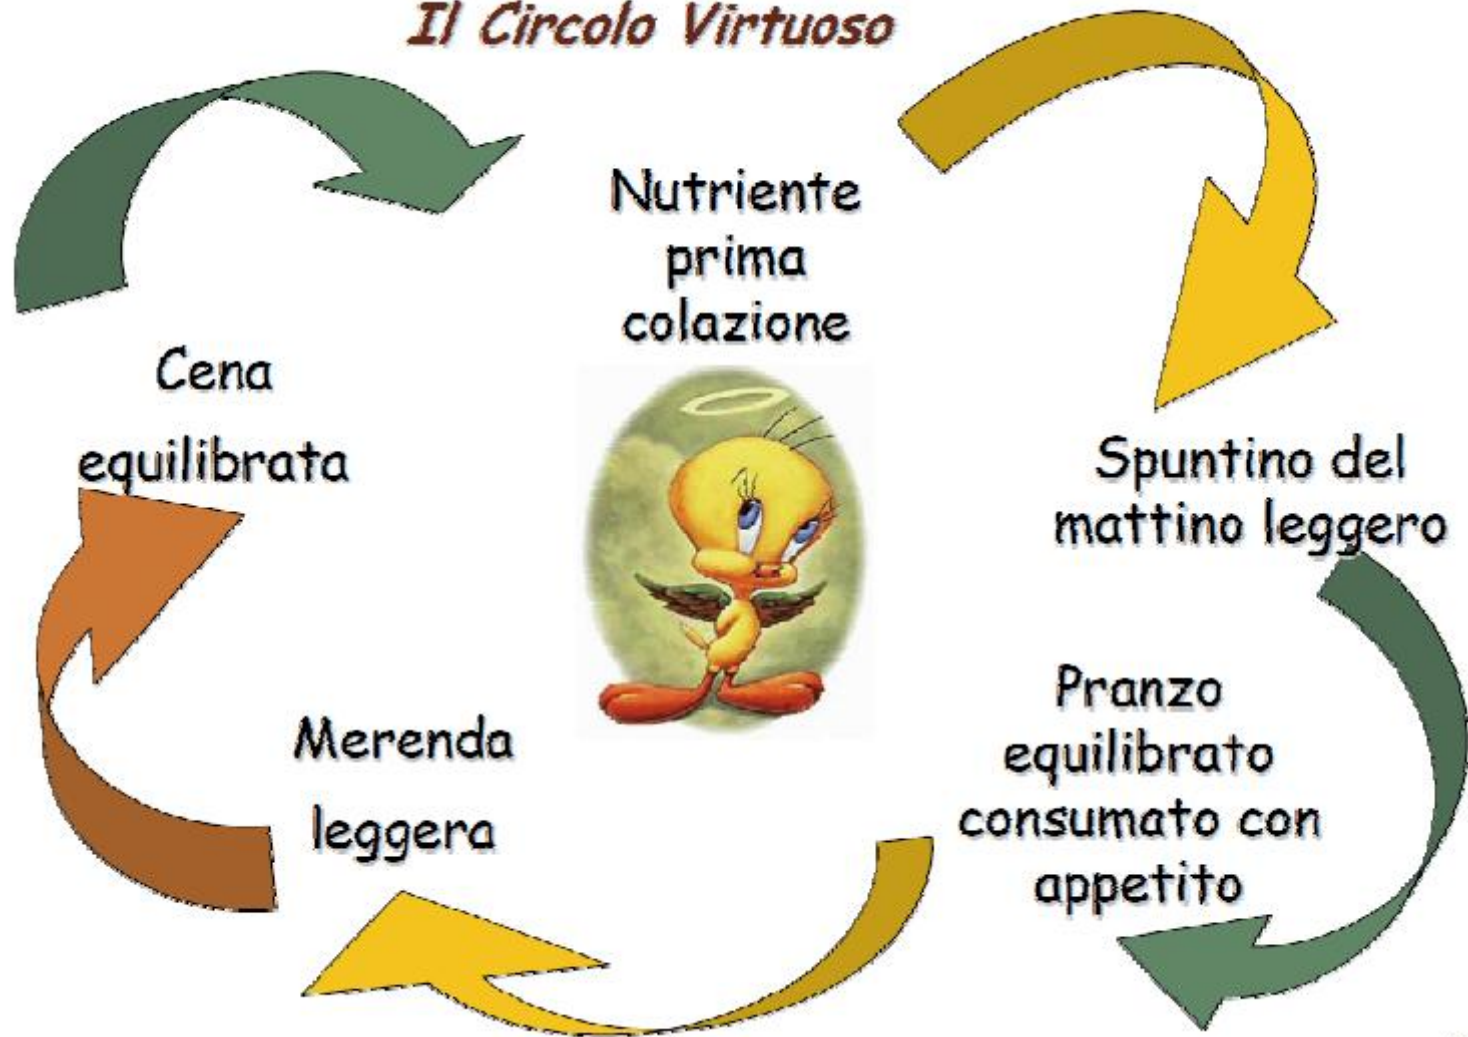 Il Circolo Virtuoso
Nutriente
prima
colazione
Spuntino del
mattino leggero
Pranzo
equilibrato
consumato con
appetito
Merenda
leggera
Cena
equilibrata